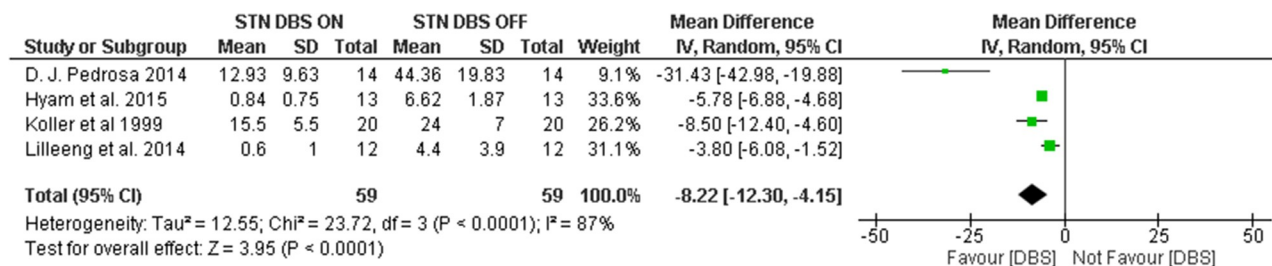 STN DBS ON STN DBS OFF Mean Difference Mean Difference
Study or Subgroup Mean SD Total Mean SD Total Weight IV, Random, 95% CI IV, Random, 95% CI
D. J. Pedrosa 2014 12.93 9.63 14 44.36 19.83 14 9.1% -31.43 [-42.98, -19.88]
Hyam et al. 2015 0.84 0.75 13 6.62 1.87 13 33.6% -5.78 [-6.88, -4.68]
Koller et al 1999 15.5 5.5 20 24 7 20 26.2% -8.50 [-12.40, -4.60]
Lilleeng et al. 2014 0.6 1 12 4.4 3.9 12 31.1% -3.80 [-6.08, -1.52]
Total (95% CI) 59 59 100.0% -8.22 [-12.30, -4.15]
Heterogeneity: Tau² = 12.55; Chi² = 23.72, df = 3 (P < 0.0001); I² = 87%
Test for overall effect: Z = 3.95 (P < 0.0001)
-50 -25 0 25 50
Favour [DBS] Not Favour [DBS]